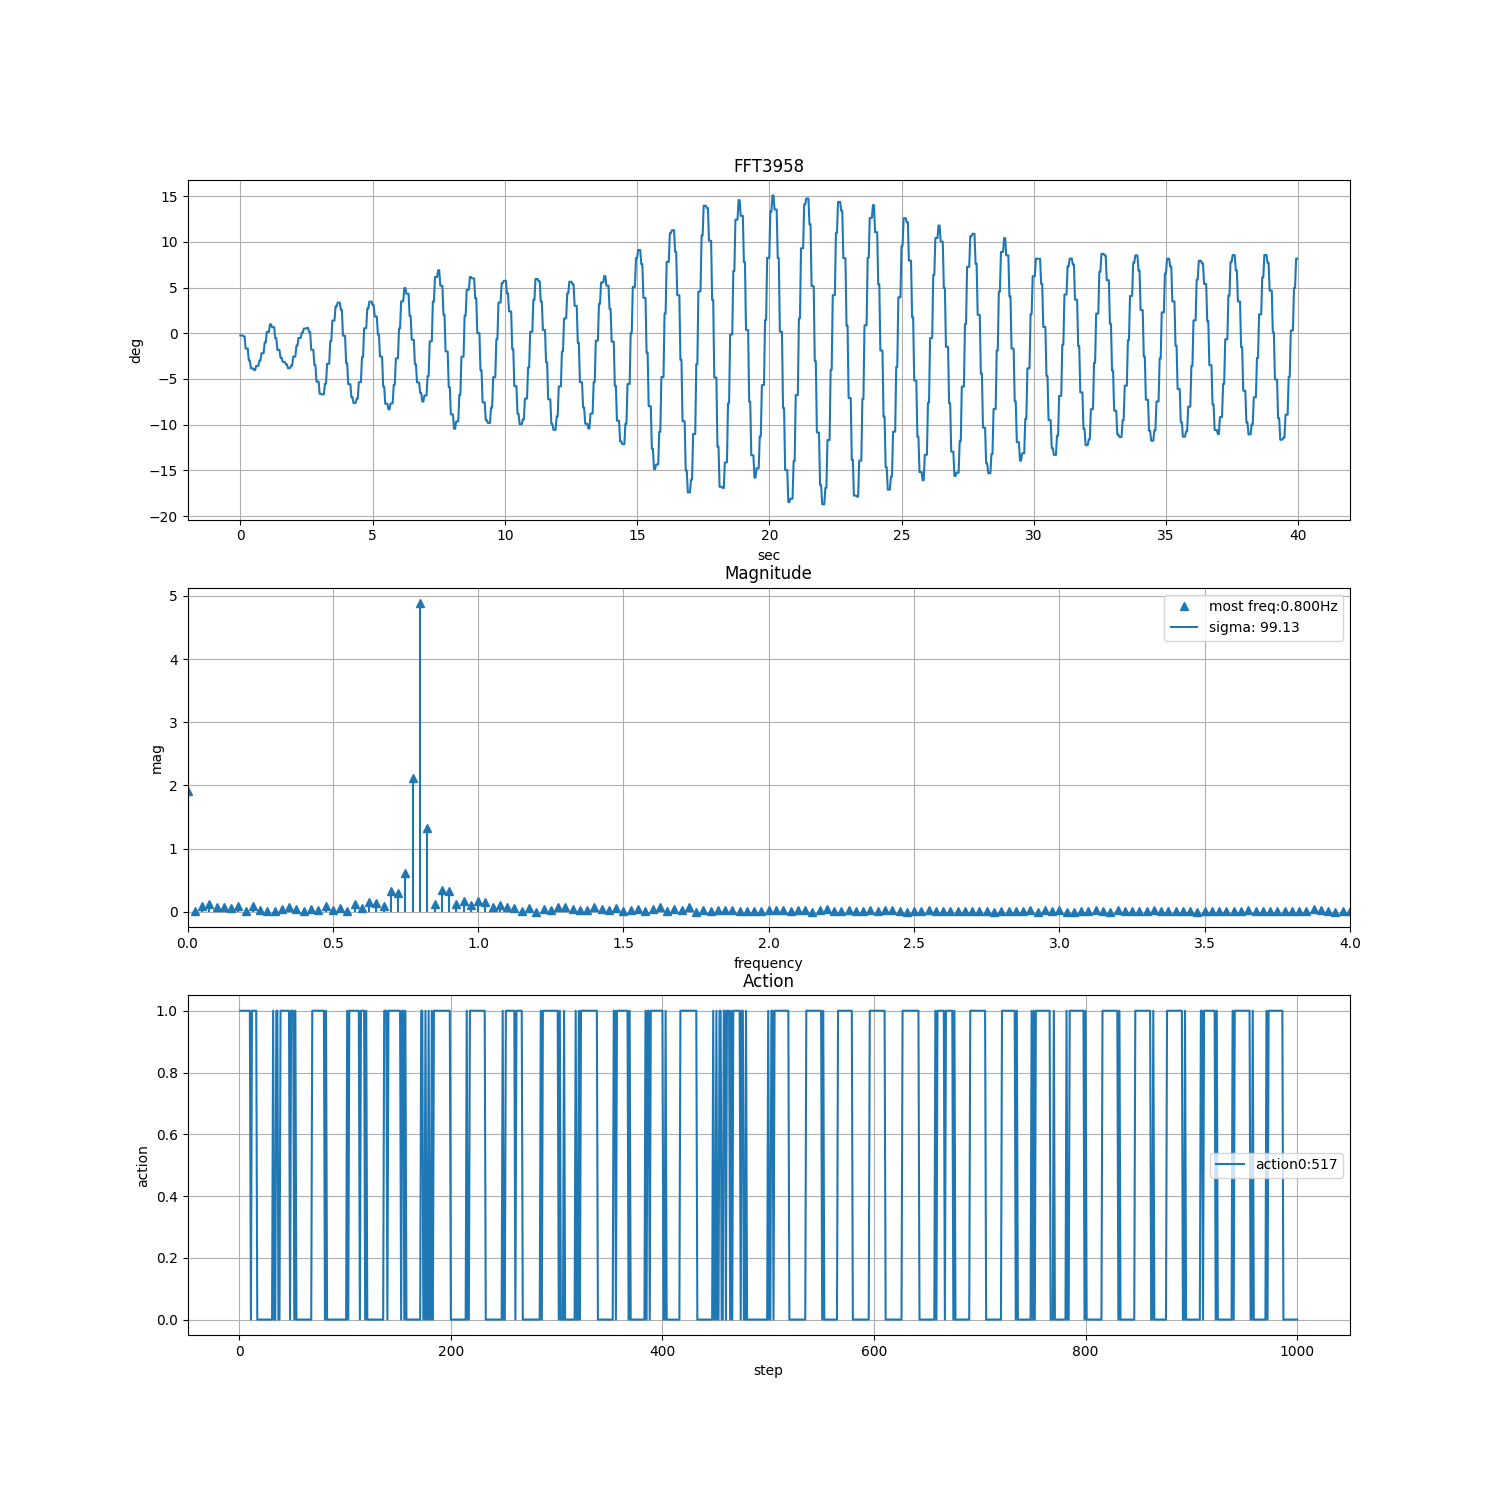 FFT3958
15
10
5
0
−5
−10
−15
−20
deg
0 5 10 15 20 25 30 35 40
sec
Magnitude
5
4
3
2
1
0
mag
most freq:0.800Hz
sigma: 99.13
0.0 0.5 1.0 1.5 2.0 2.5 3.0 3.5 4.0
frequency
Action
1.0
0.8
0.6
0.4
0.2
0.0
action
action0:517
0 200 400 600 800 1000
step